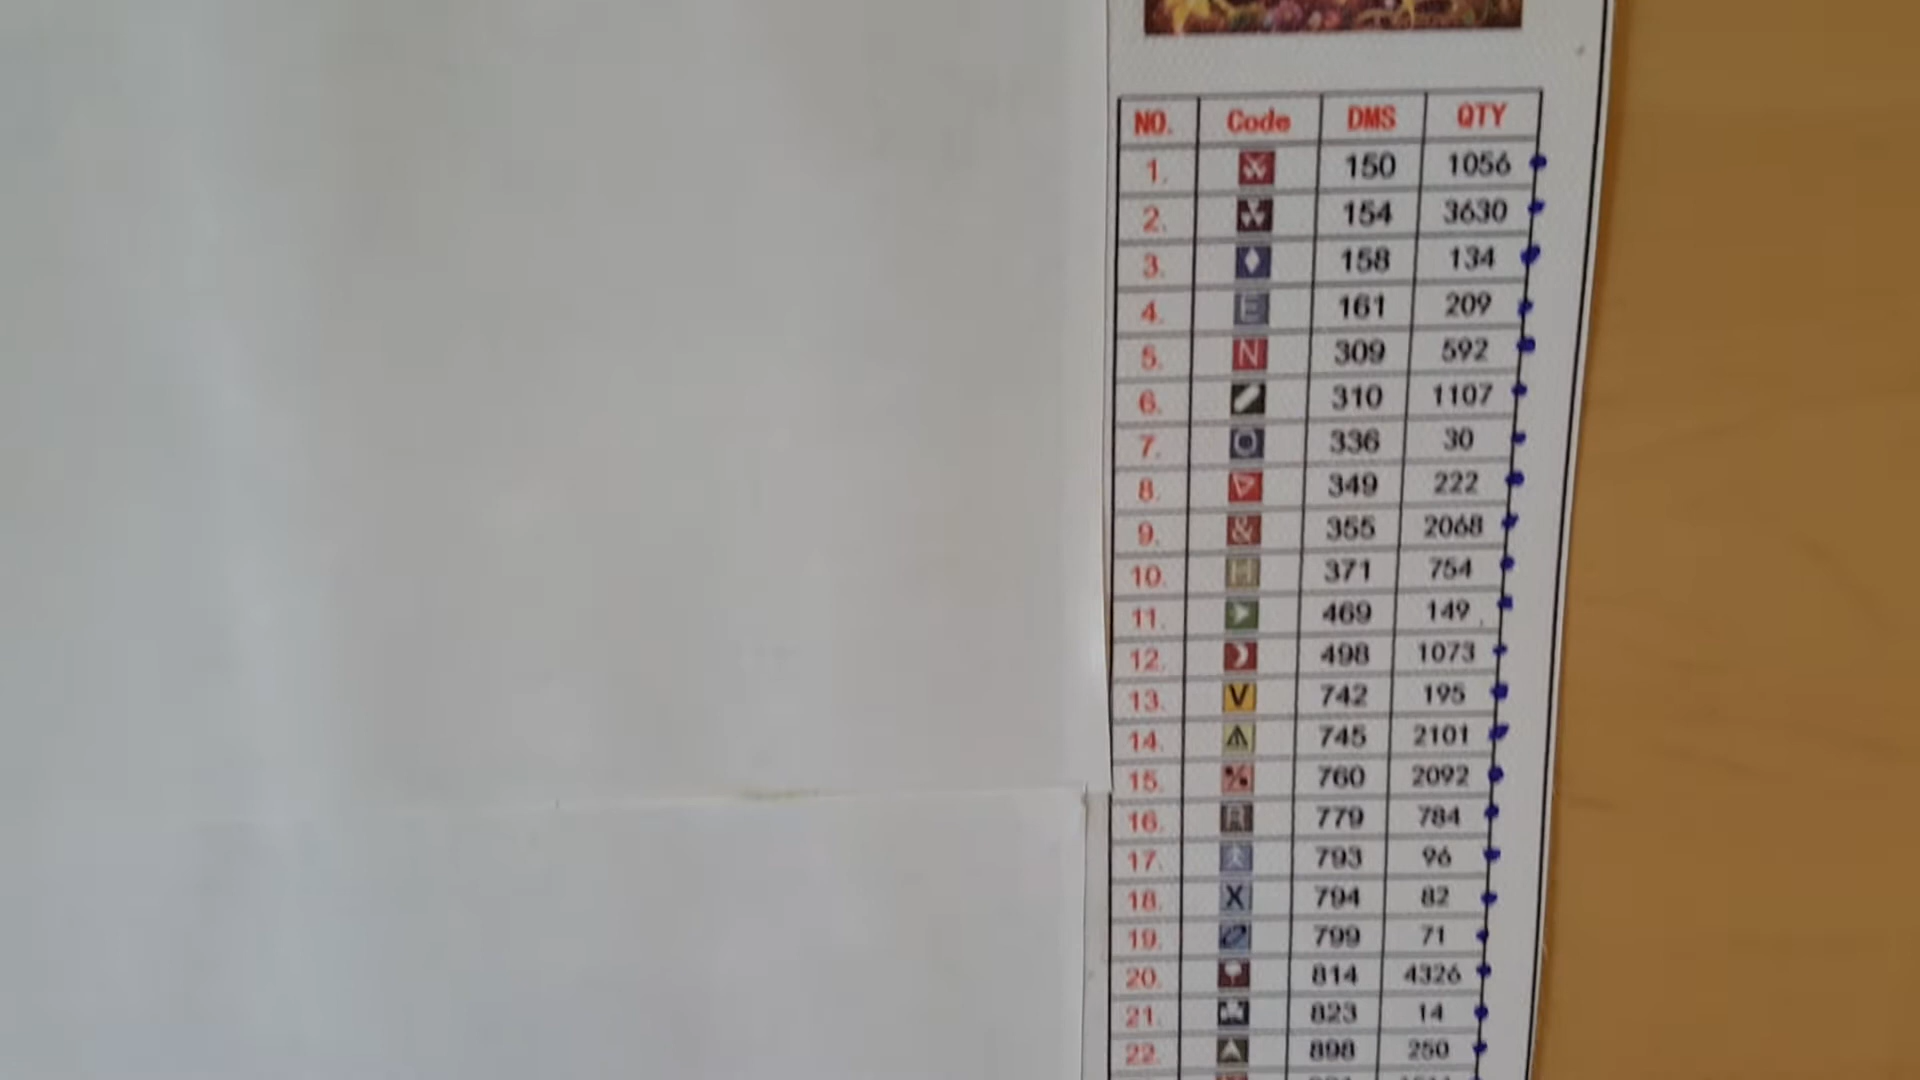 NO. Code DMS QTY
1. 150 1056
2. 154 3630
3. 158 134
4. E 161 209
5. N 309 592
6. 310 1107
7. 336 30
8. 349 222
9. & 355 2068
10. H 371 754
11. 469 149
12. 498 1073
13. V 742 195
14. 745 2101
15. % 760 2092
16. R 779 784
17. 793 96
18. X 794 82
19. 799 71
20. 814 4326
21. 823 14
22. 898 250